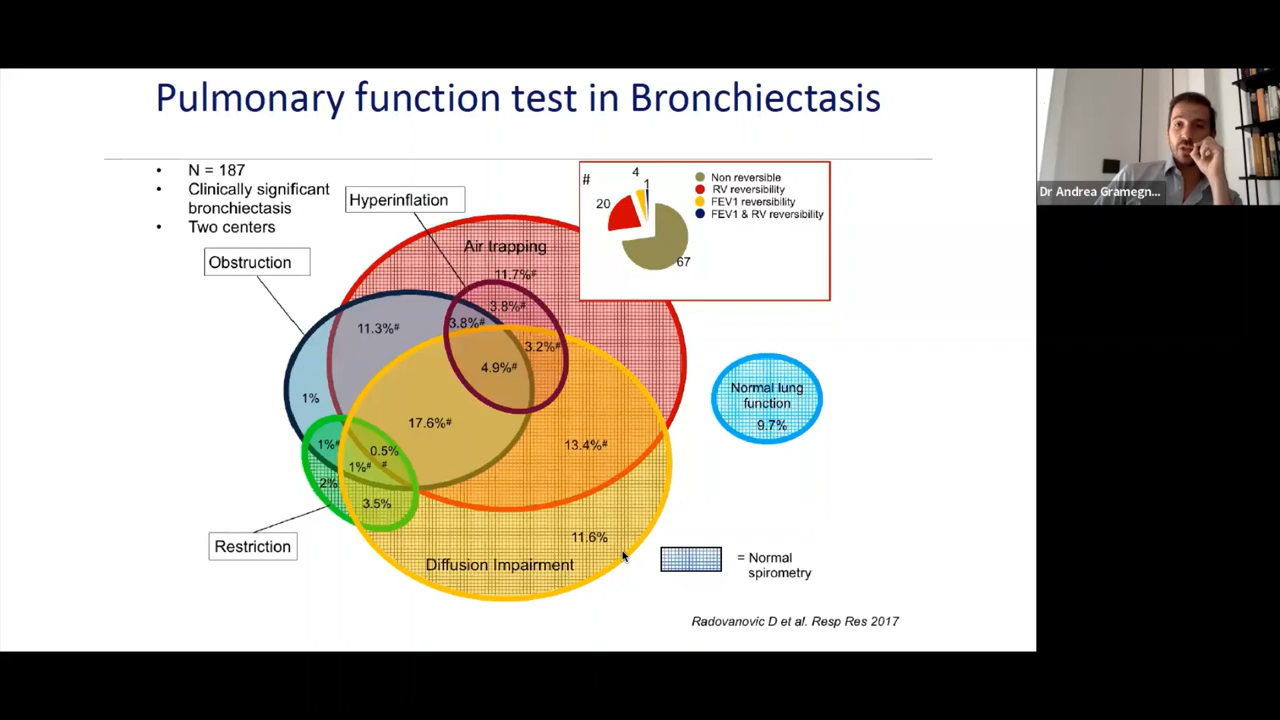 Pulmonary function test in Bronchiectasis
• N = 187
• Clinically significant
bronchiectasis
• Two centers
Hyperinflation
Obstruction
Restriction
#
4
1
20
67
Non reversible
RV reversibility
FEV1 reversibility
FEV1 & RV reversibility
Air trapping
11.7%#
3.8%#
11.3%#
3.8%#
3.2%#
4.9%#
1%
17.6%#
13.4%#
1%#
0.5%
#
1%#
2%
3.5%
11.6%
Diffusion Impairment
Normal lung
function
9.7%
= Normal
spirometry
Radovanovic D et al. Resp Res 2017
Dr Andrea Gramegn...